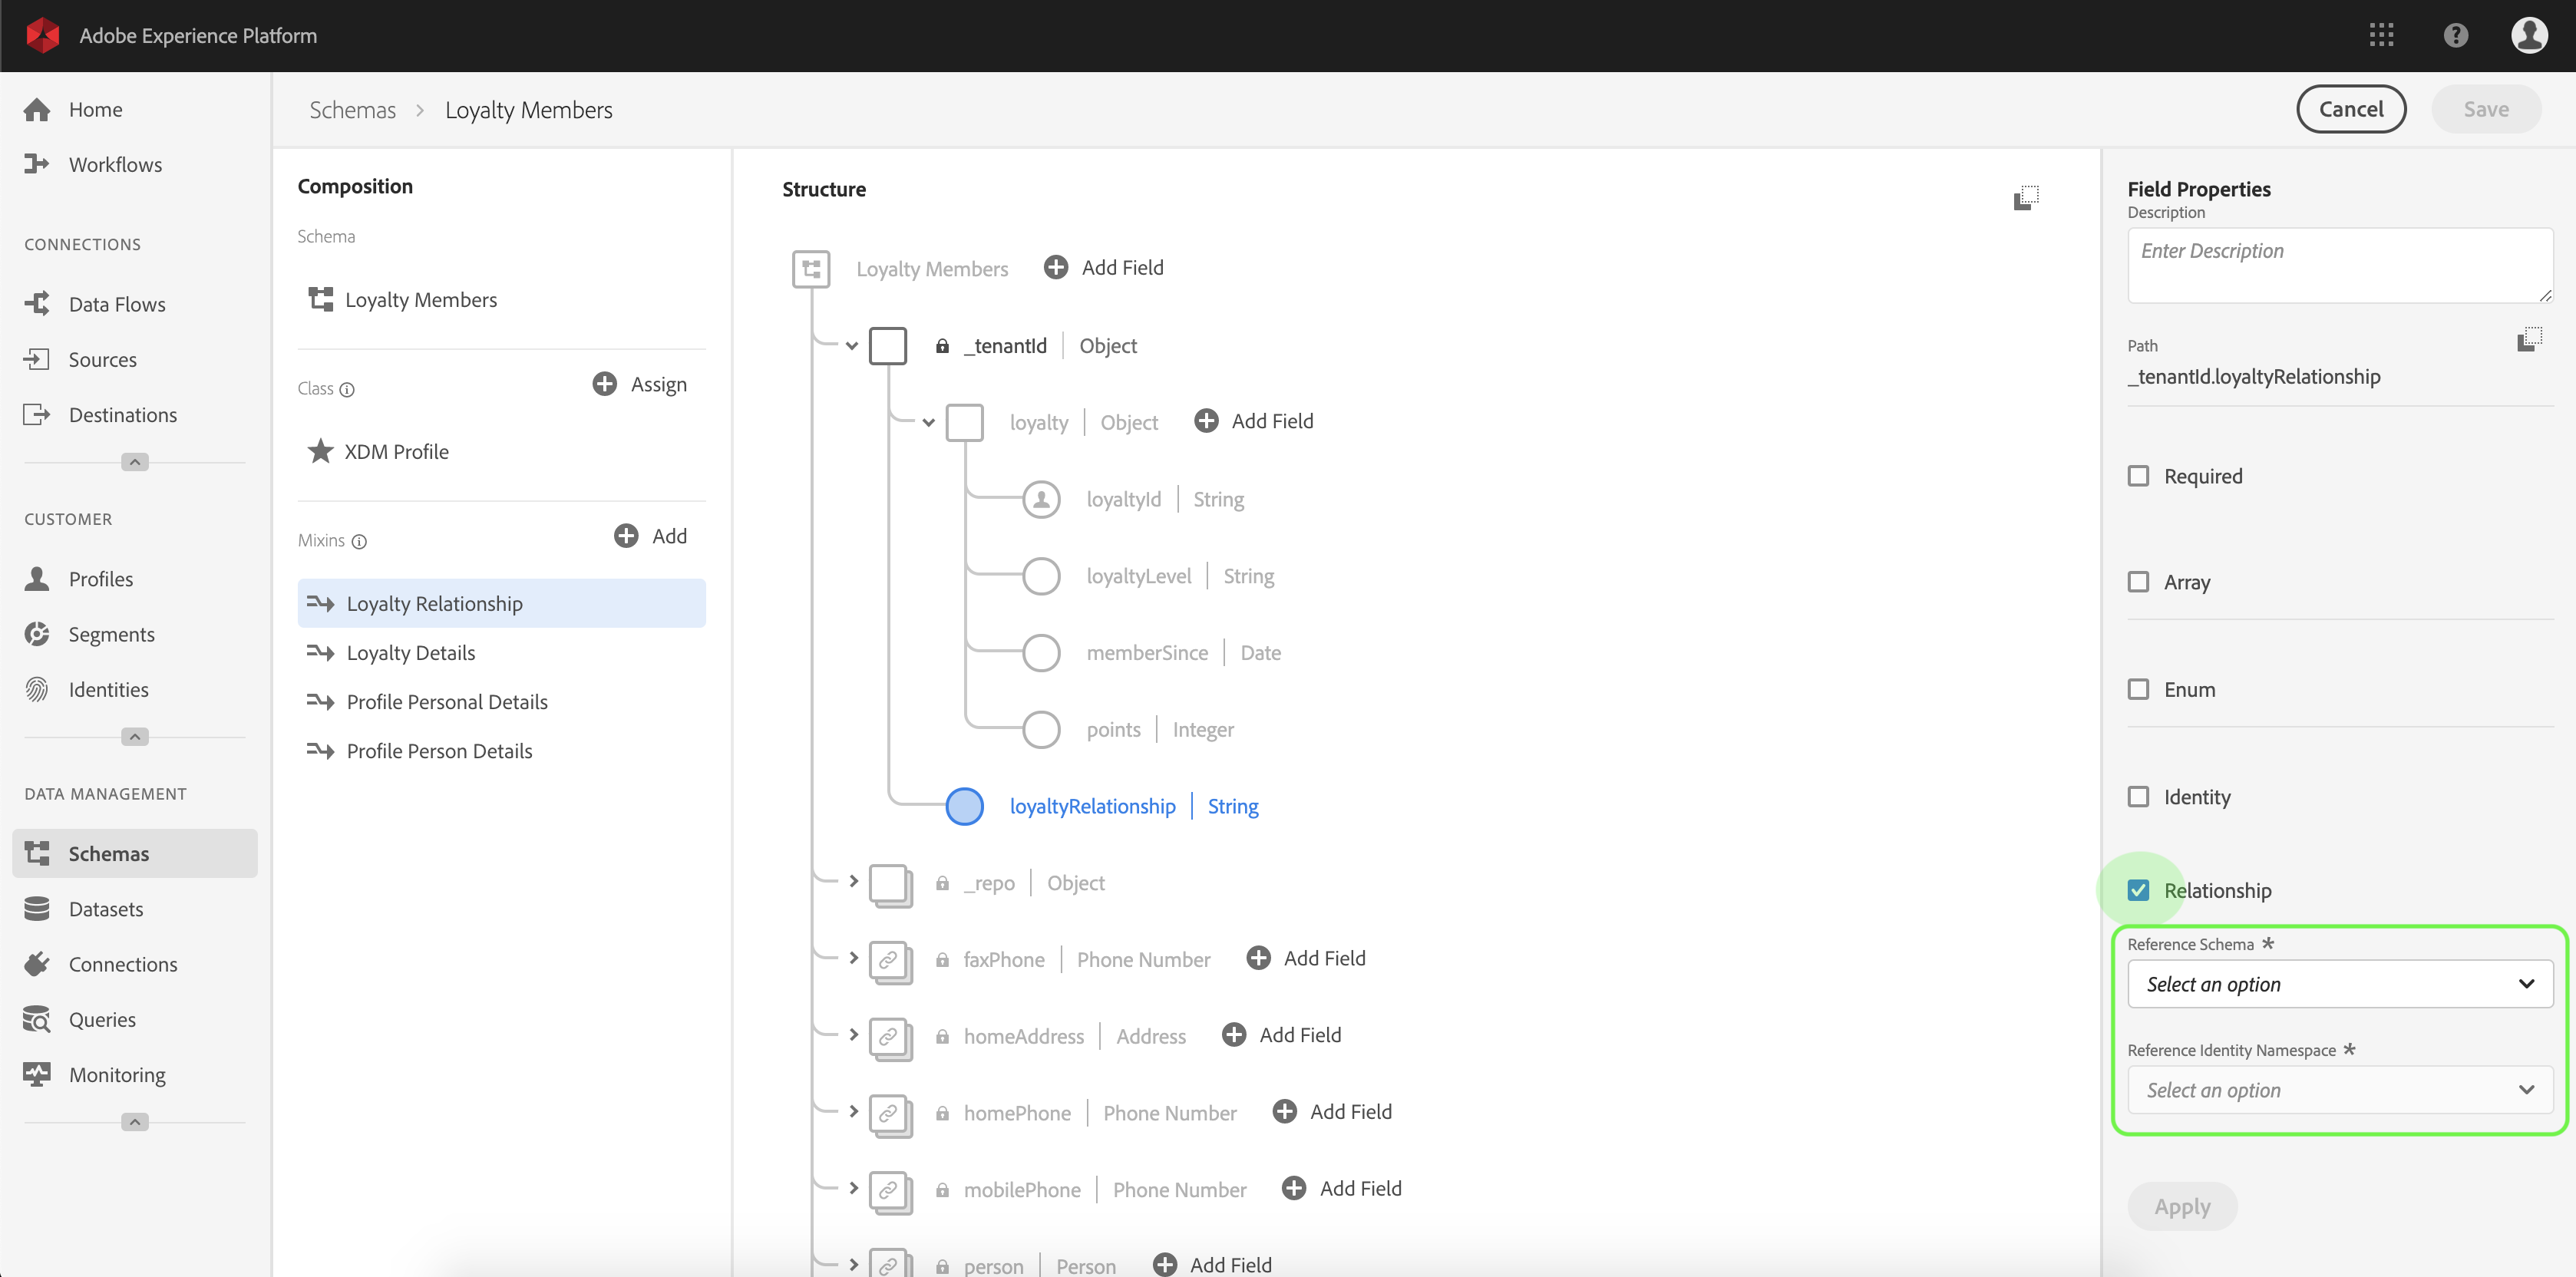 Adobe Experience Platform
?
Home
Workflows
CONNECTIONS
Data Flows
Sources
Destinations
CUSTOMER
Profiles
Segments
Identities
DATA MANAGEMENT
Schemas
Datasets
Connections
Queries
Monitoring
Schemas > Loyalty Members
Cancel
Save
Composition
Schema
Loyalty Members
Class
Assign
XDM Profile
Mixins
Add
Loyalty Relationship
Loyalty Details
Profile Personal Details
Profile Person Details
Structure
Loyalty Members Add Field
_tenantId | Object
loyalty | Object Add Field
loyaltyId | String
loyaltyLevel | String
memberSince | Date
points | Integer
loyaltyRelationship | String
_repo | Object
faxPhone | Phone Number Add Field
homeAddress | Address Add Field
homePhone | Phone Number Add Field
mobilePhone | Phone Number Add Field
person | Person Add Field
Field Properties
Description
Enter Description
Path
_tenantId.loyaltyRelationship
Required
Array
Enum
Identity
Relationship
Reference Schema *
Select an option
Reference Identity Namespace *
Select an option
Apply